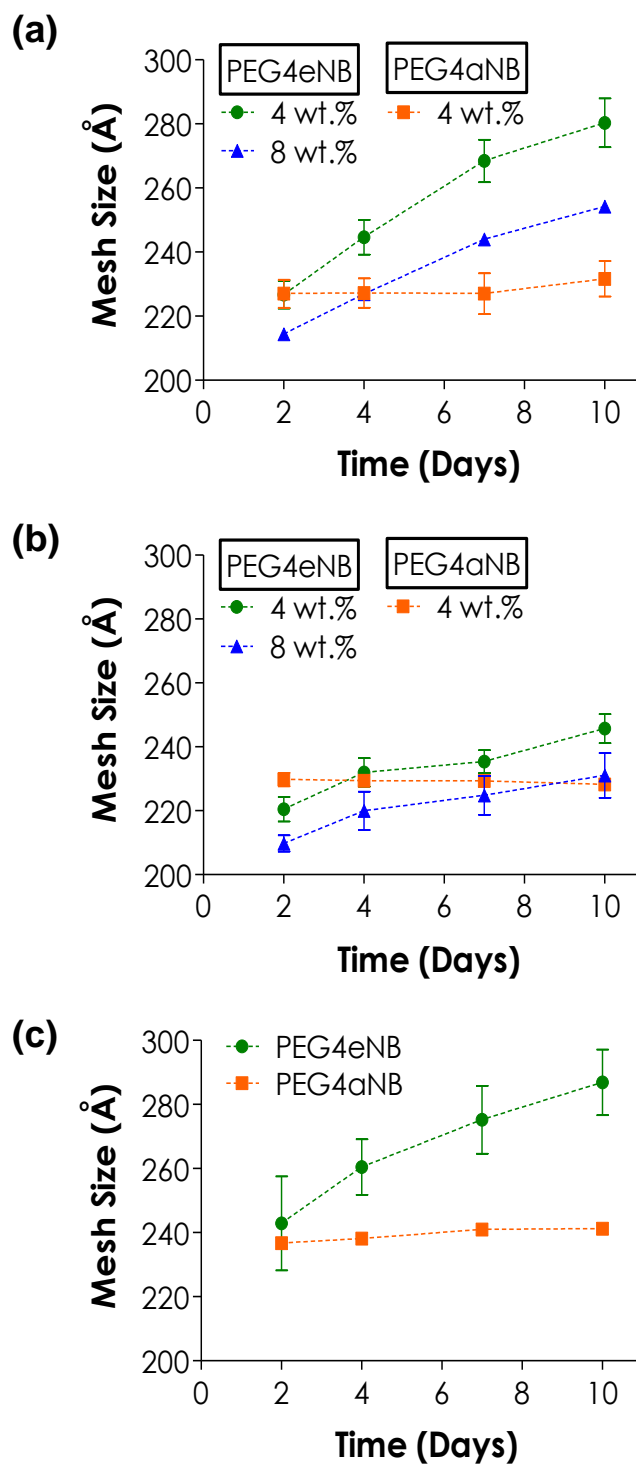 (a)
PEG4eNB PEG4aNB
4 wt.% 4 wt.%
8 wt.%
300
280
260
240
220
200
Mesh Size (Å)
0 2 4 6 8 10
Time (Days)
(b)
PEG4eNB PEG4aNB
4 wt.% 4 wt.%
8 wt.%
300
280
260
240
220
200
Mesh Size (Å)
0 2 4 6 8 10
Time (Days)
(c)
PEG4eNB
PEG4aNB
300
280
260
240
220
200
Mesh Size (Å)
0 2 4 6 8 10
Time (Days)